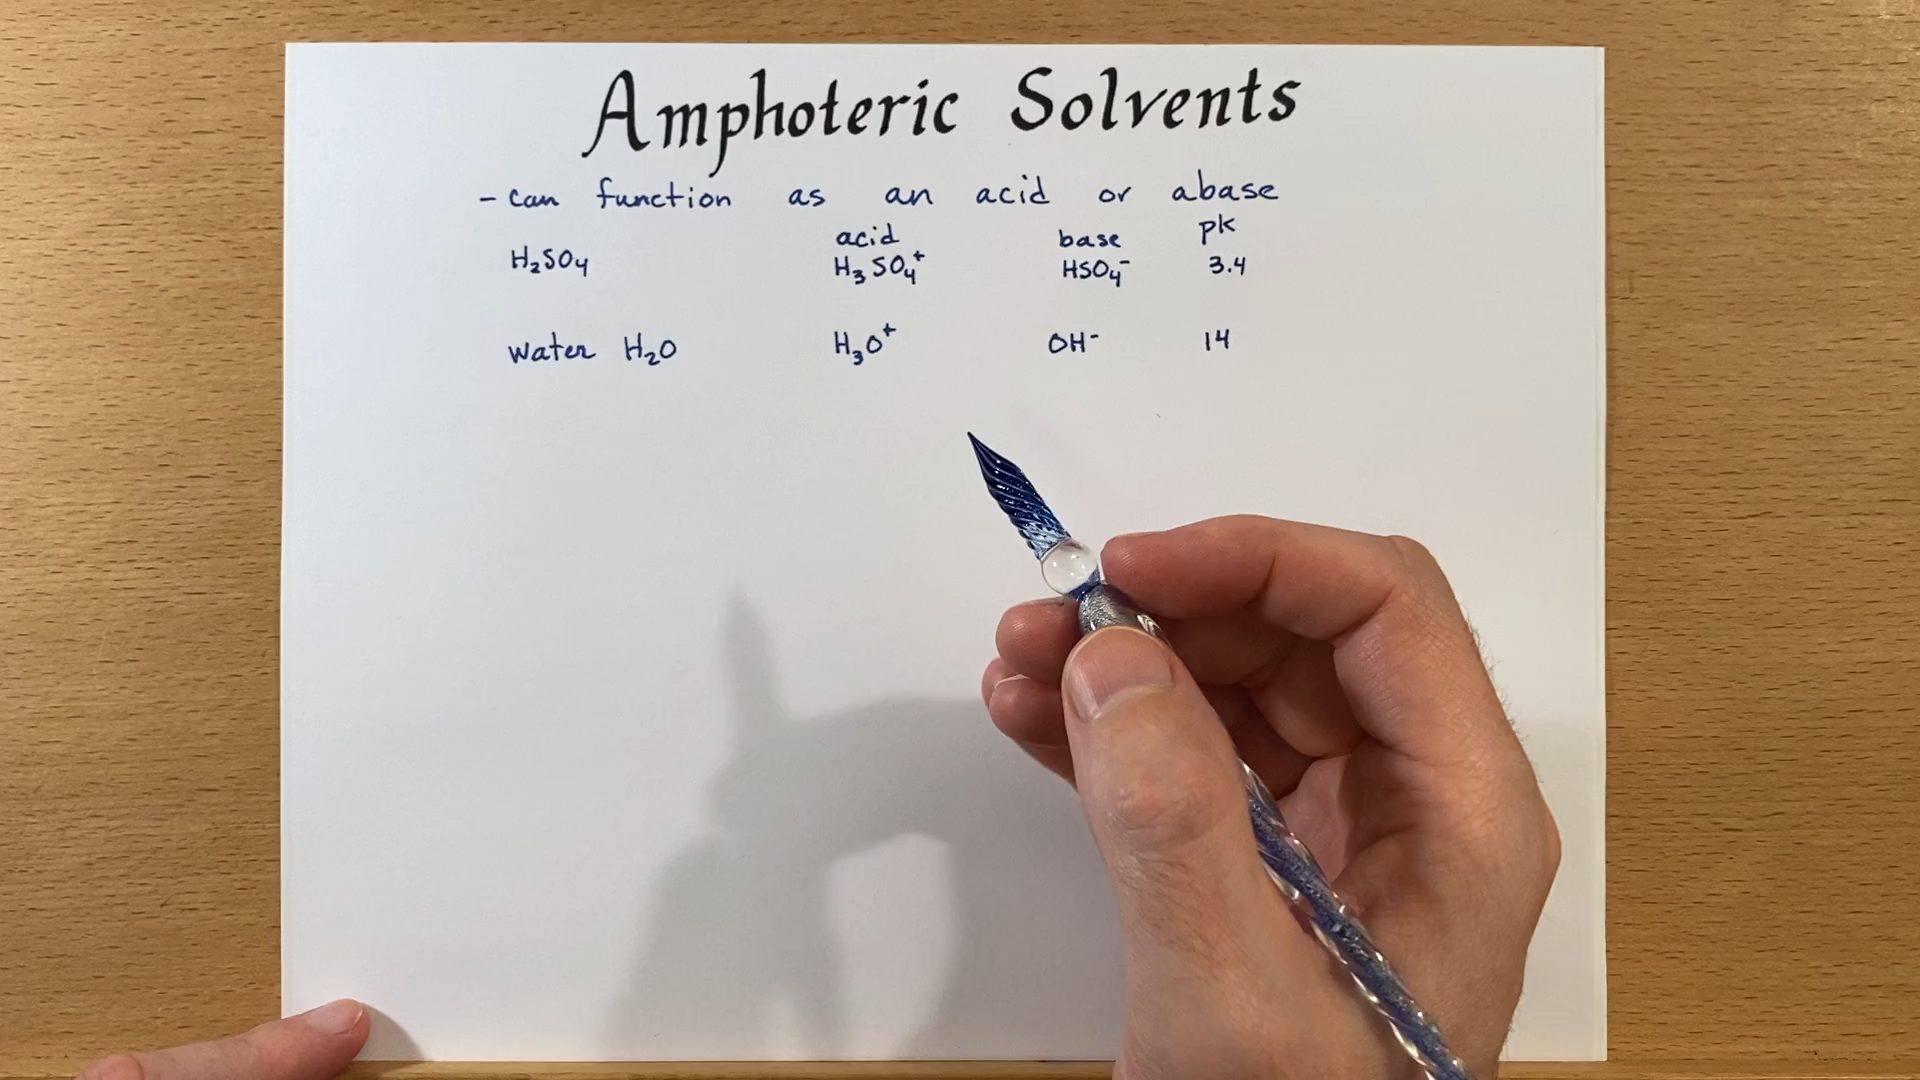 Amphoteric Solvents
- can function as an acid or a base
acid base pk
H₂SO₄ H₃SO₄⁺ HSO₄⁻ 3.4
water H₂O H₃O⁺ OH⁻ 14